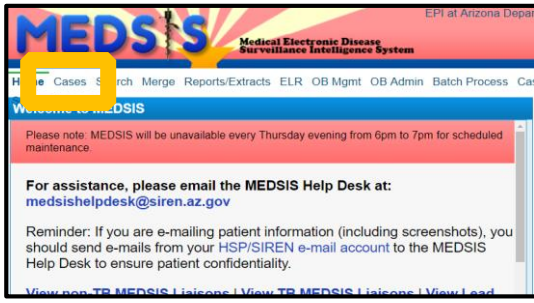 EPI at Arizona Depar
MEDSIS
Medical Electronic Disease
Surveillance Intelligence System
Home Cases Search Merge Reports/Extracts ELR OB Mgmt OB Admin Batch Process Cas
Welcome to MEDSIS
Please note: MEDSIS will be unavailable every Thursday evening from 6pm to 7pm for scheduled
maintenance.
For assistance, please email the MEDSIS Help Desk at:
medsishelpdesk@siren.az.gov
Reminder: If you are e-mailing patient information (including screenshots), you
should send e-mails from your HSP/SIREN e-mail account to the MEDSIS
Help Desk to ensure patient confidentiality.
View non-TB MEDSIS Liaisons | View TB MEDSIS Liaisons | View Lead